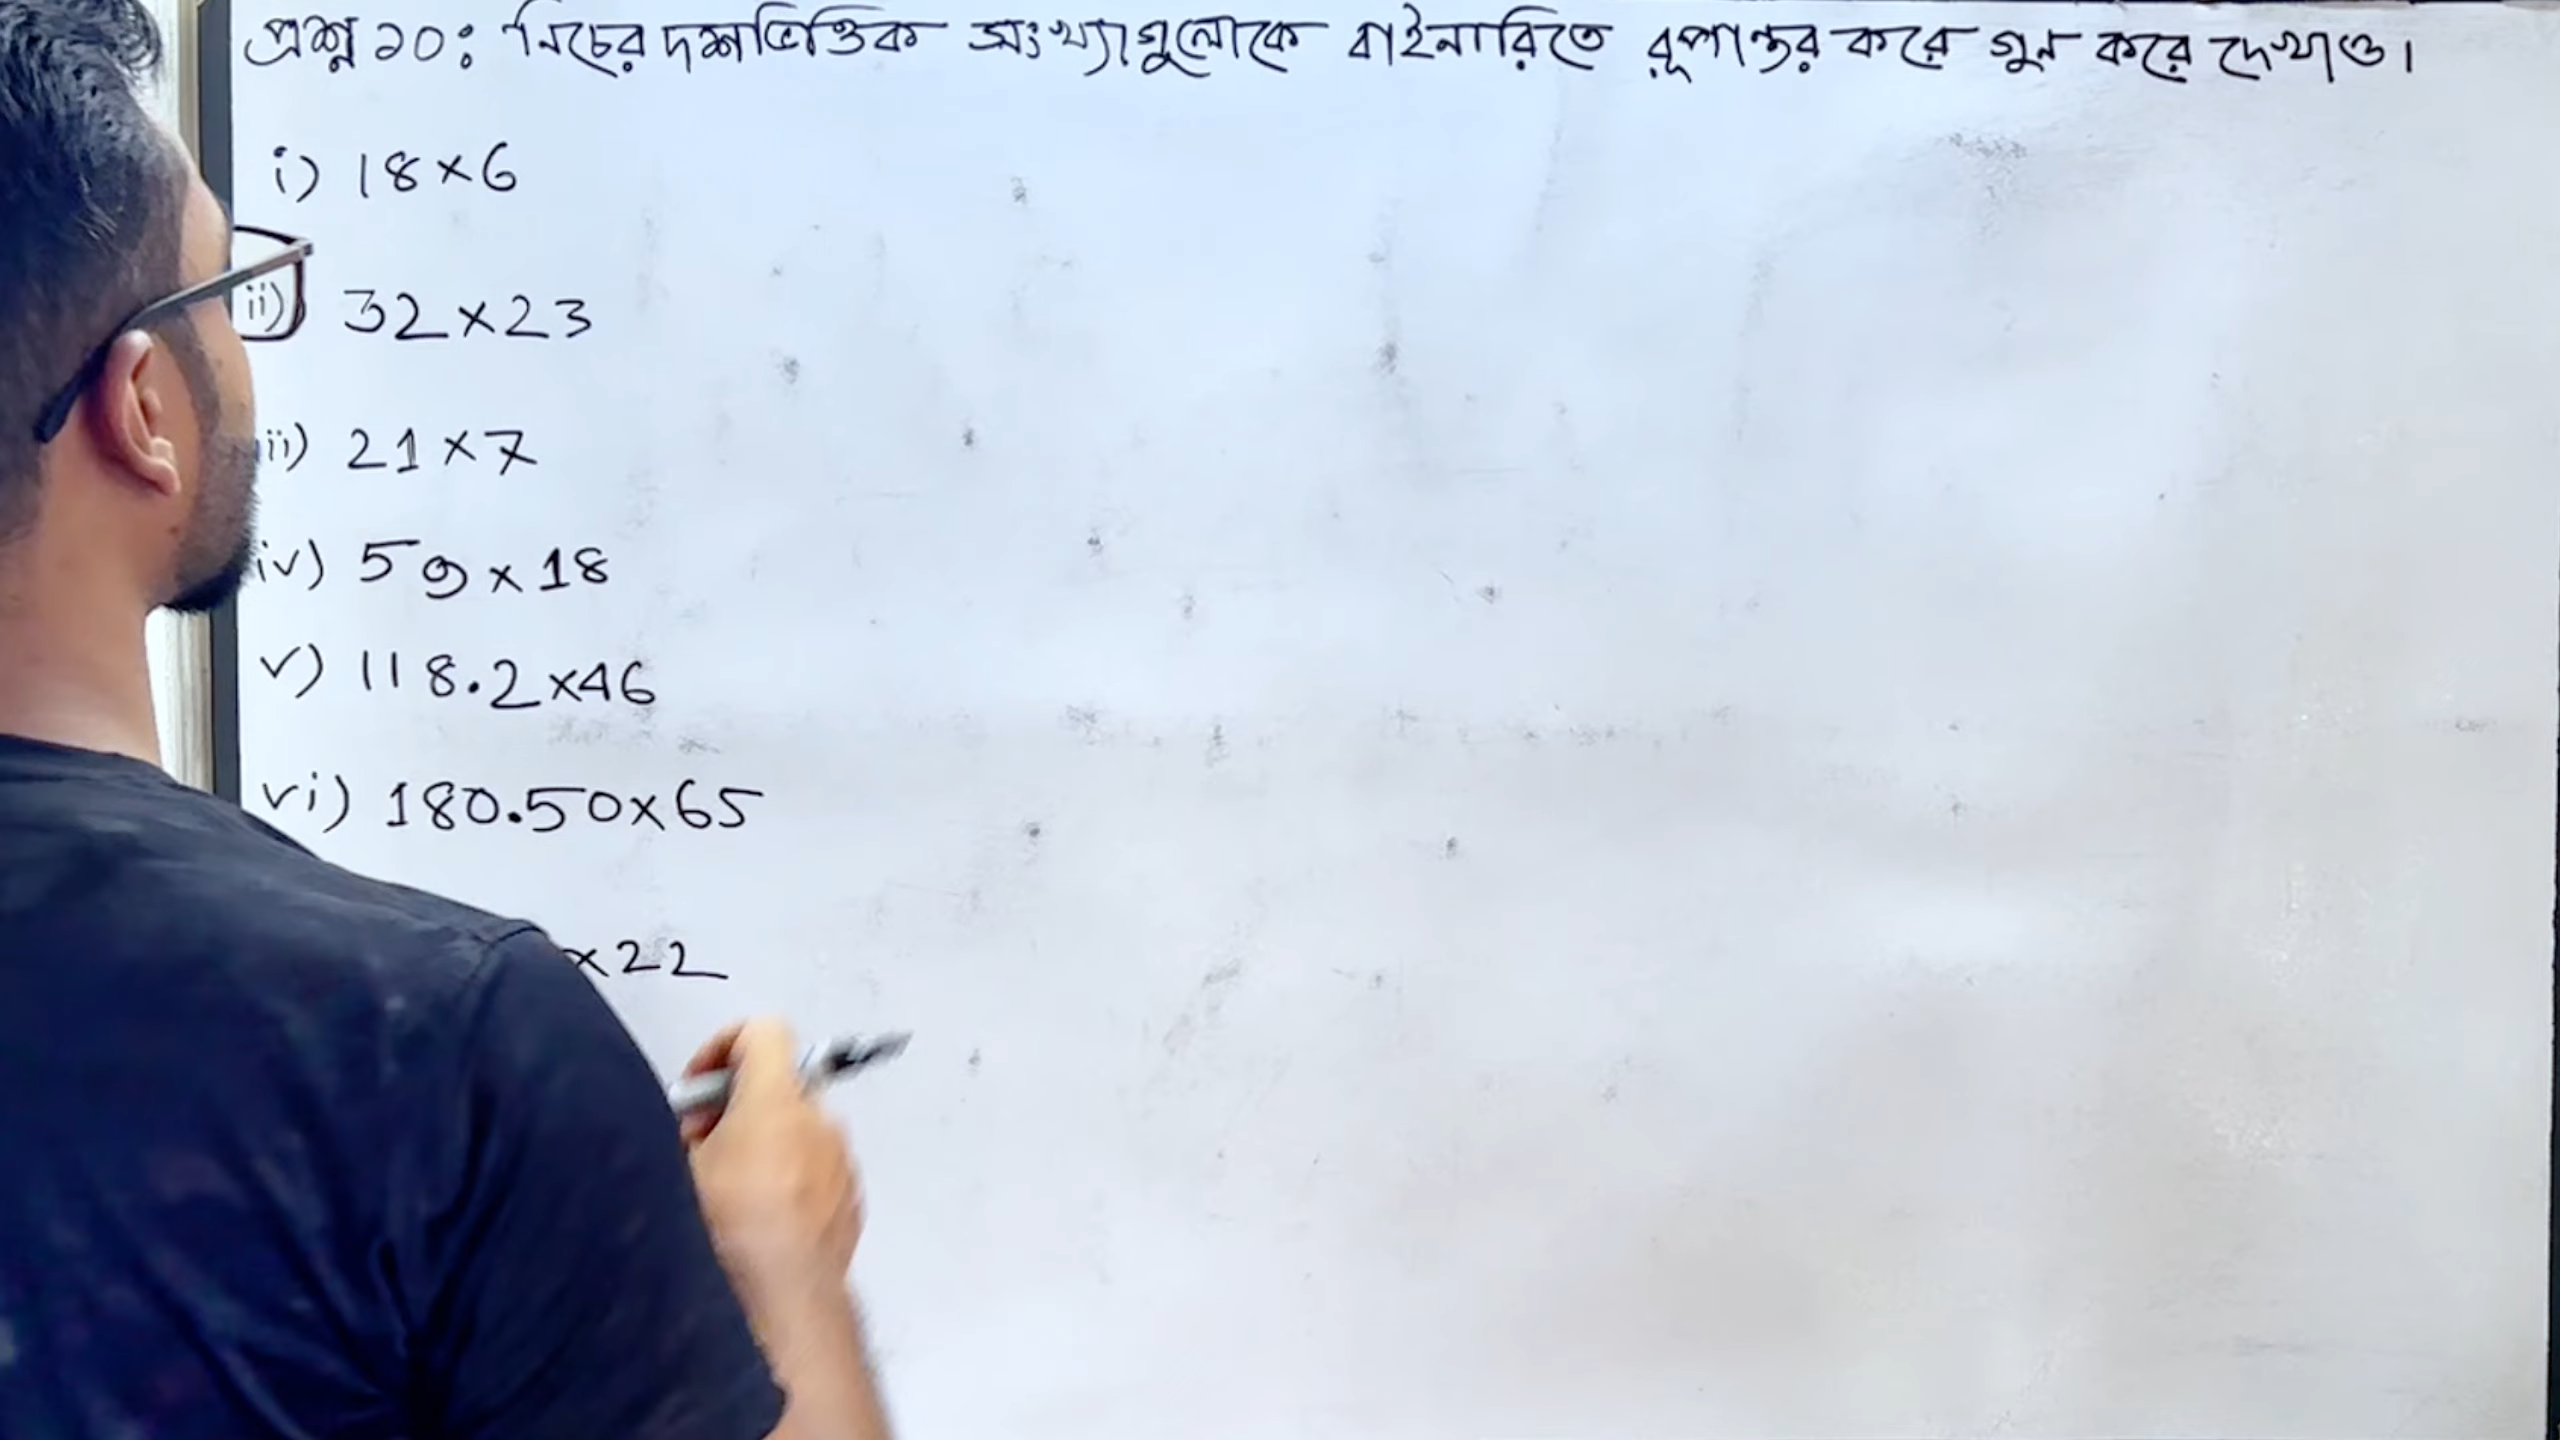 প্রশ্ন ১০: নিচের দশভিত্তিক সংখ্যাগুলোকে বাইনারিতে রূপান্তর করে গুন করে দেখাও।
i) 18×6
ii) 32×23
ii) 21×7
iv) 59×18
v) 118.2×46
vi) 180.50×65
×22